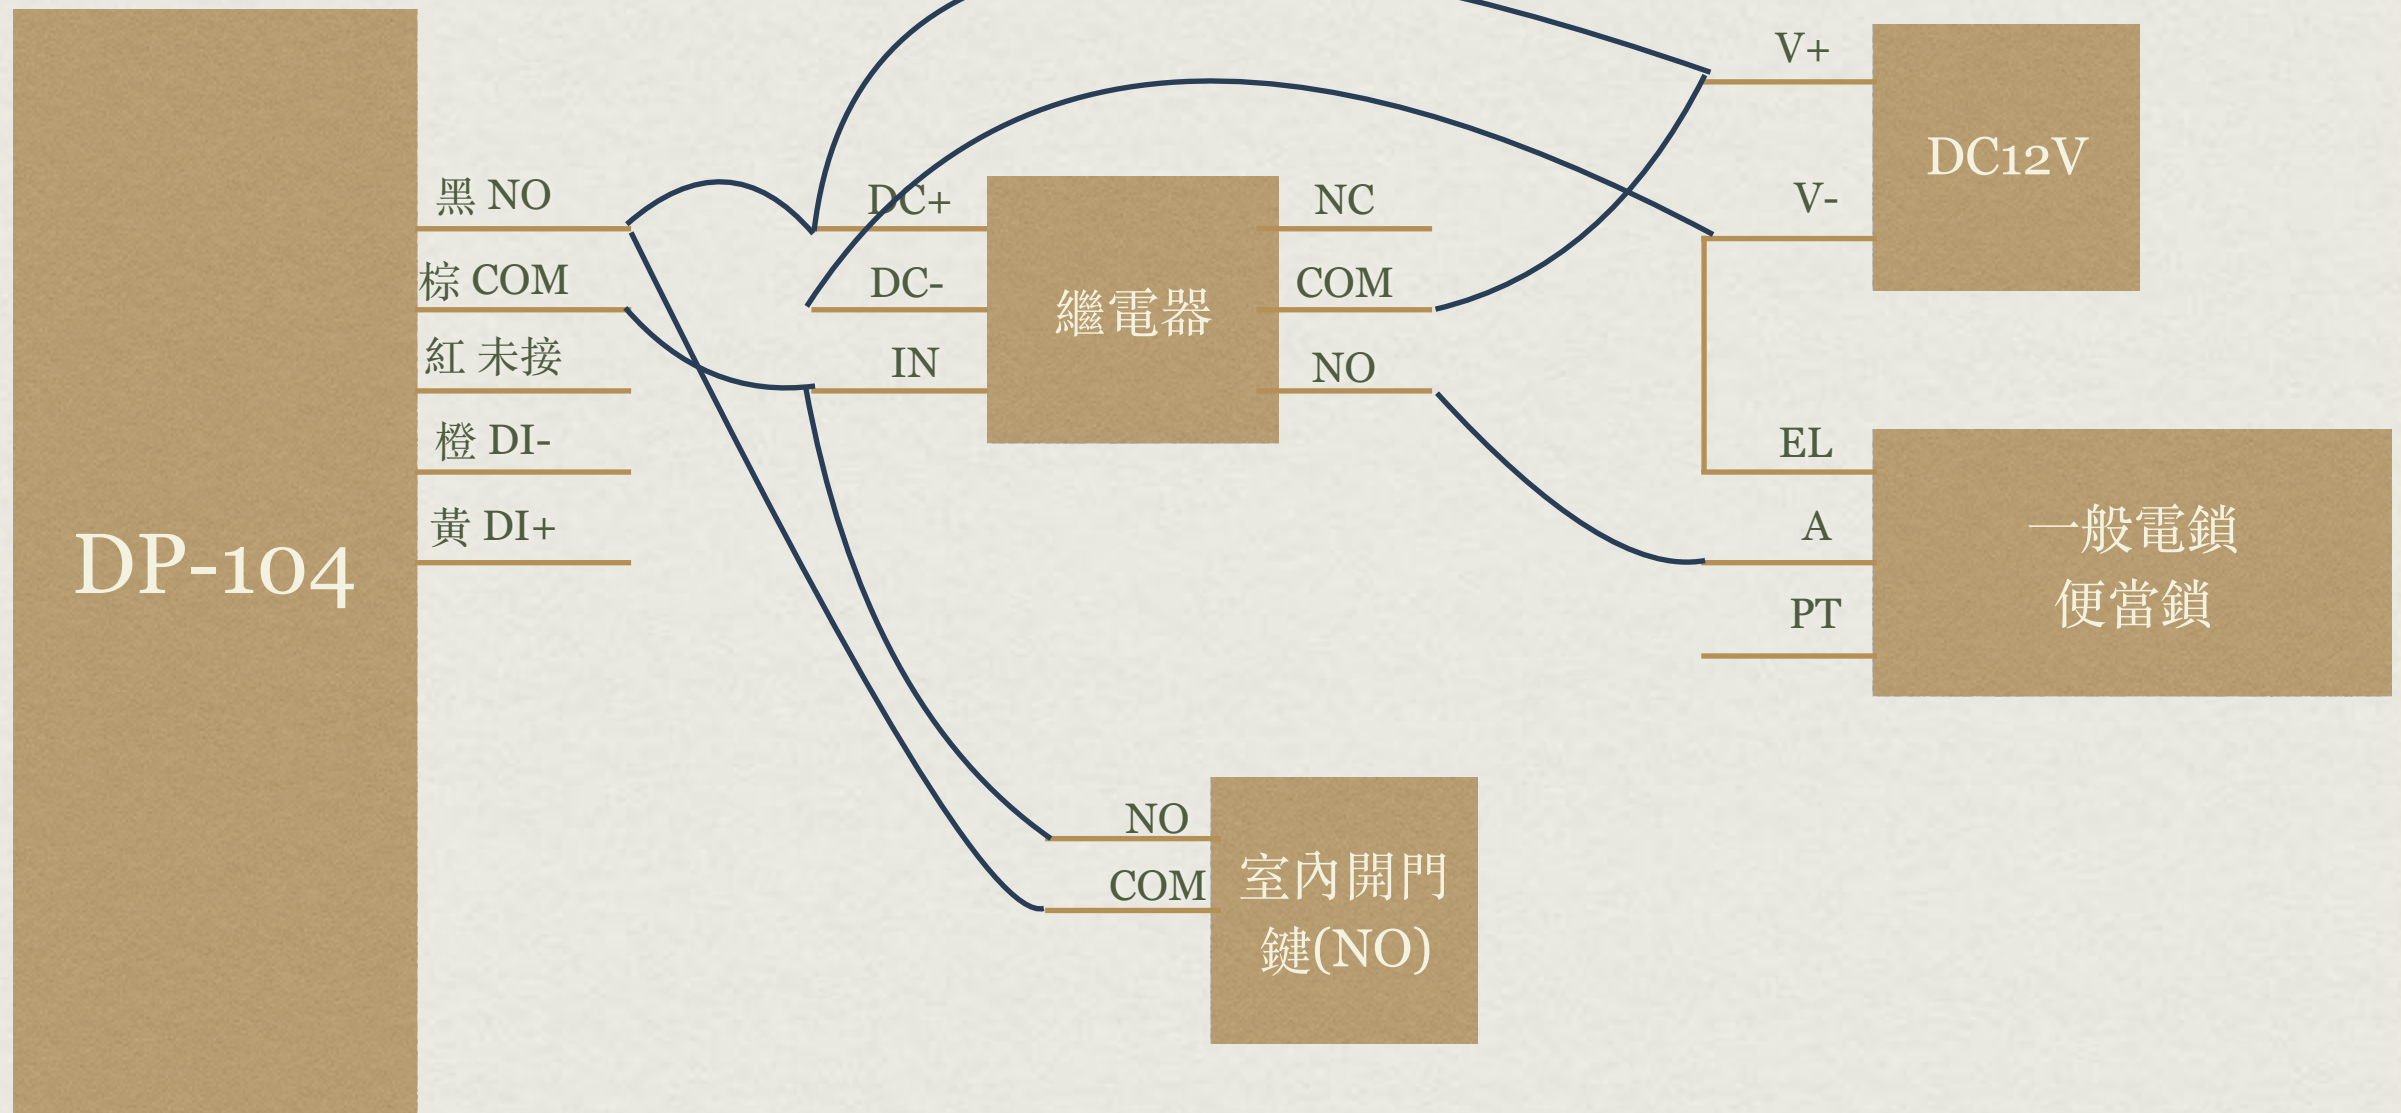 DP-104
黑 NO
棕 COM
紅 未接
橙 DI-
黃 DI+
DC+
DC-
IN
繼電器
NC
COM
NO
V+
V-
DC12V
EL
A
PT
一般電鎖
便當鎖
NO
COM
室內開門
鍵(NO)